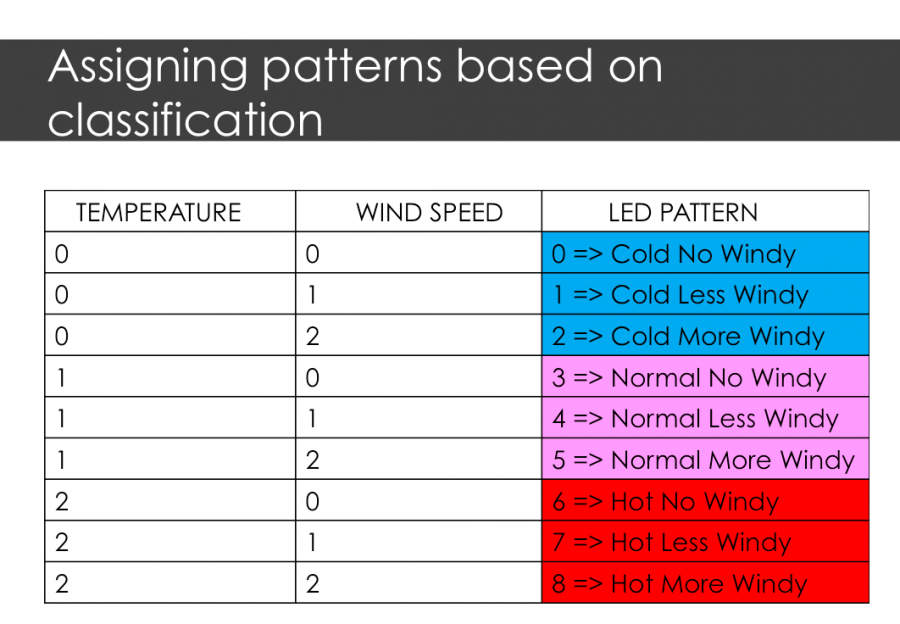 Assigning patterns based on
classification
TEMPERATURE WIND SPEED LED PATTERN
0 0 0 => Cold No Windy
0 1 1 => Cold Less Windy
0 2 2 => Cold More Windy
1 0 3 => Normal No Windy
1 1 4 => Normal Less Windy
1 2 5 => Normal More Windy
2 0 6 => Hot No Windy
2 1 7 => Hot Less Windy
2 2 8 => Hot More Windy